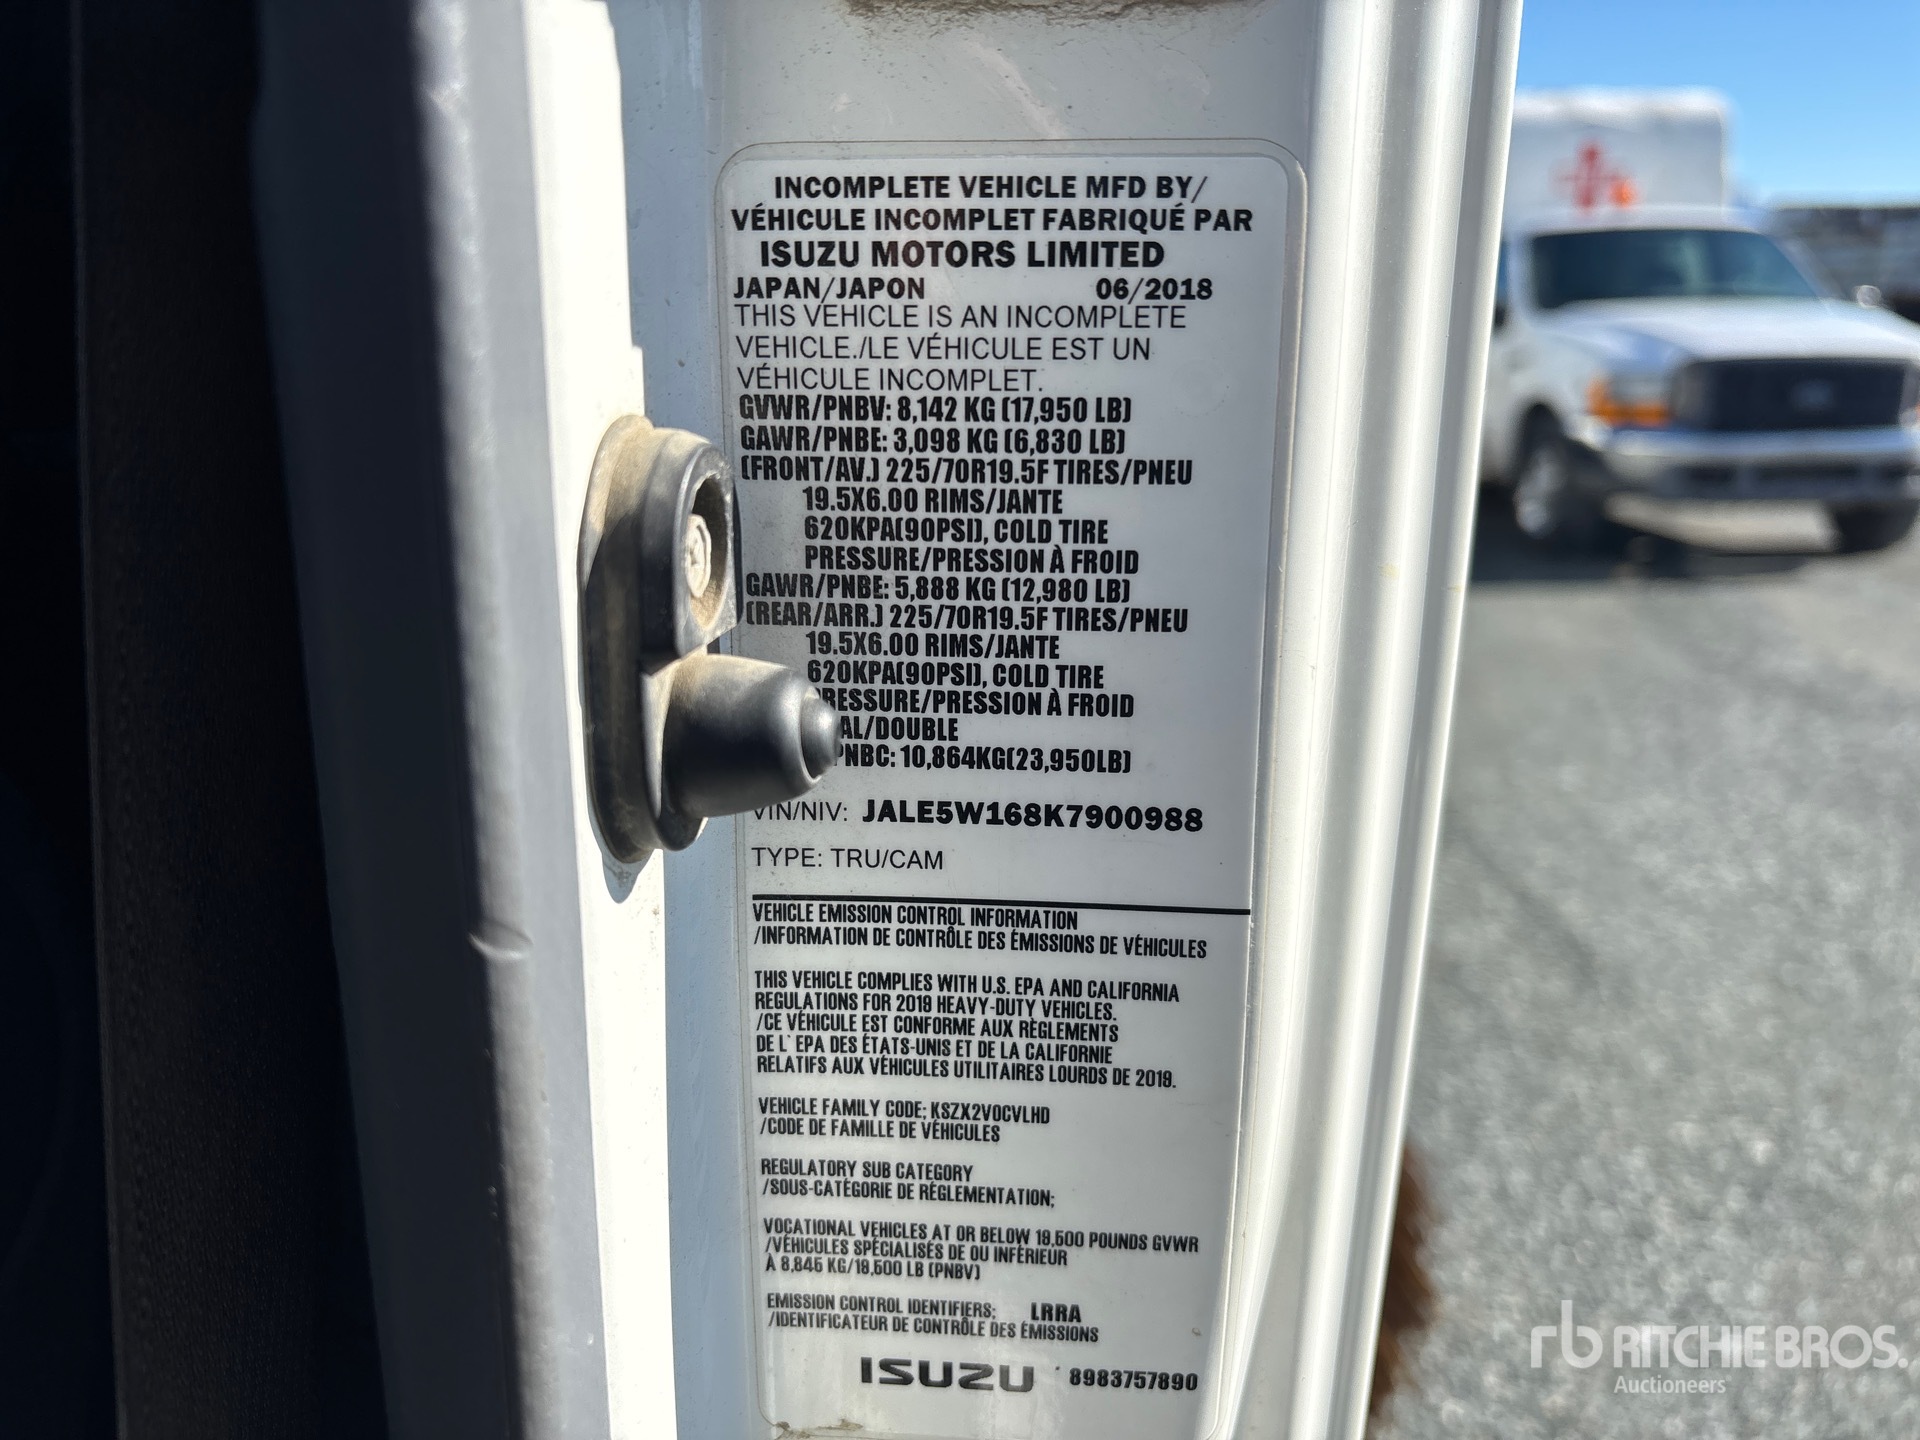 INCOMPLETE VEHICLE MFD BY/
VÉHICULE INCOMPLET FABRIQUÉ PAR
ISUZU MOTORS LIMITED
JAPAN/JAPON 06/2018
THIS VEHICLE IS AN INCOMPLETE
VEHICLE./LE VÉHICULE EST UN
VÉHICULE INCOMPLET.
GVWR/PNBV: 8,142 KG (17,950 LB)
GAWR/PNBE: 3,098 KG (6,830 LB)
(FRONT/AV.) 225/70R19.5F TIRES/PNEU
19.5X6.00 RIMS/JANTE
620KPA(90PSI), COLD TIRE
PRESSURE/PRESSION À FROID
GAWR/PNBE: 5,888 KG (12,980 LB)
(REAR/ARR.) 225/70R19.5F TIRES/PNEU
19.5X6.00 RIMS/JANTE
620KPA(90PSI), COLD TIRE
RESSURE/PRESSION À FROID
AL/DOUBLE
PNBC: 10,864KG(23,950LB)
VIN/NIV: JALE5W168K7900988
TYPE: TRU/CAM
VEHICLE EMISSION CONTROL INFORMATION
/INFORMATION DE CONTRÔLE DES ÉMISSIONS DE VÉHICULES
THIS VEHICLE COMPLIES WITH U.S. EPA AND CALIFORNIA
REGULATIONS FOR 2019 HEAVY-DUTY VEHICLES.
/CE VÉHICULE EST CONFORME AUX RÈGLEMENTS
DE L' EPA DES ÉTATS-UNIS ET DE LA CALIFORNIE
RELATIFS AUX VÉHICULES UTILITAIRES LOURDS DE 2019.
VEHICLE FAMILY CODE; KSZX2VOCVLHD
/CODE DE FAMILLE DE VÉHICULES
REGULATORY SUB CATEGORY
/SOUS-CATÉGORIE DE RÉGLEMENTATION;
VOCATIONAL VEHICLES AT OR BELOW 19,500 POUNDS GVWR
/VÉHICULES SPÉCIALISÉS DE OU INFÉRIEUR
À 8,845 KG/19,500 LB (PNBV)
EMISSION CONTROL IDENTIFIERS; LRRA
/IDENTIFICATEUR DE CONTRÔLE DES ÉMISSIONS
ISUZU * 8983757890
rb RITCHIE BROS.
Auctioneers